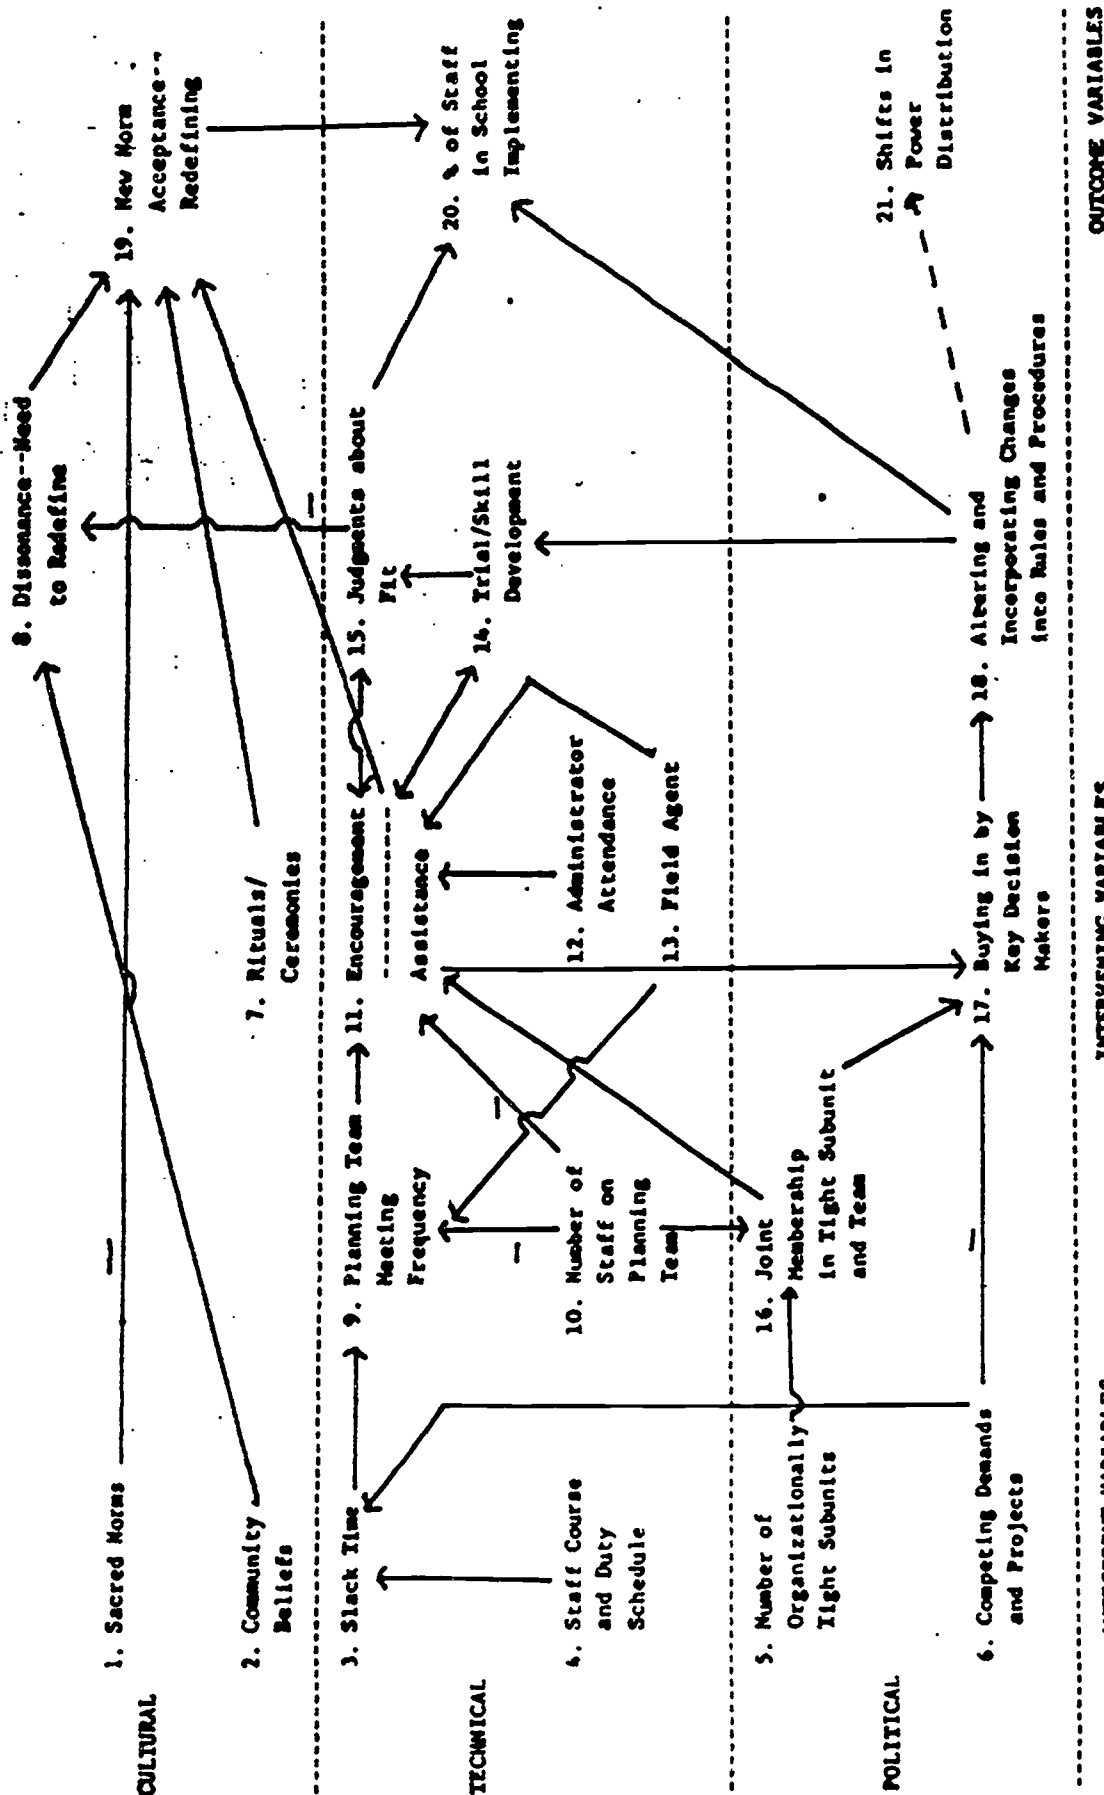 CULTURAL
1. Sacred Norms
2. Community
Beliefs
7. Rituals/
Ceremonies
8. Dissonance--Need
to Redefine
19. New Norm
Acceptance--
Redefining
TECHNICAL
3. Slack Time
4. Staff Course
and Duty
Schedule
9. Planning Team
Meeting
Frequency
10. Number of
Staff on
Planning
Team
11. Encouragement
Assistance
12. Administrator
Attendance
13. Field Agent
14. Trial/Skill
Development
15. Judgments about
Fit
20. % of Staff
in School
Implementing
POLITICAL
5. Number of
Organizationally
Tight Subunits
6. Competing Demands
and Projects
16. Joint
Membership
in Tight Subunit
and Team
17. Buying in by
Key Decision
Makers
18. Altering and
Incorporating Changes
into Rules and Procedures
21. Shifts in
Power
Distribution
INTERVENING VARIABLES
OUTCOME VARIABLES